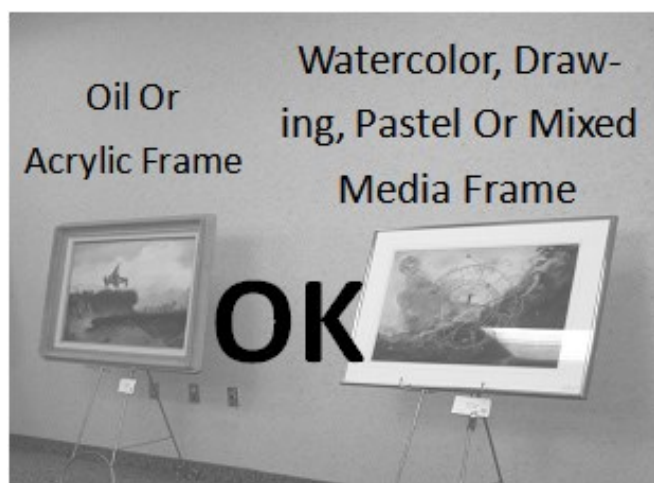 Oil Or
Acrylic Frame
Watercolor, Draw-
ing, Pastel Or Mixed
Media Frame
OK